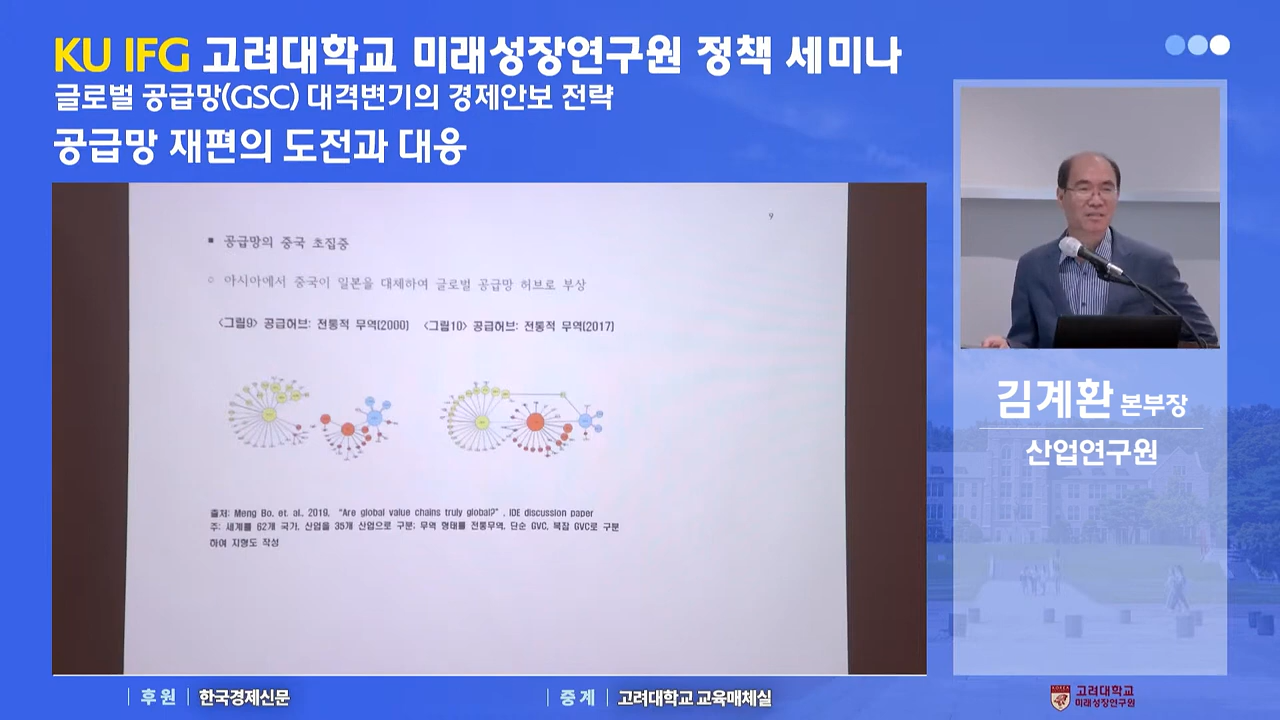 KU IFG 고려대학교 미래성장연구원 정책 세미나
글로벌 공급망(GSC) 대격변기의 경제안보 전략
공급망 재편의 도전과 대응
9
▪ 공급망의 중국 초집중
○ 아시아에서 중국이 일본을 대체하여 글로벌 공급망 허브로 부상
<그림9> 공급허브: 전통적 무역(2000) <그림10> 공급허브: 전통적 무역(2017)
출처: Meng Bo. et. al., 2019, "Are global value chains truly global?", IDE discussion paper
주: 세계를 62개 국가, 산업을 35개 산업으로 구분; 무역 형태를 전통무역, 단순 GVC, 복잡 GVC로 구분
하여 지형도 작성
김계환 본부장
산업연구원
후원 한국경제신문
중계 고려대학교 교육매체실
고려대학교
미래성장연구원